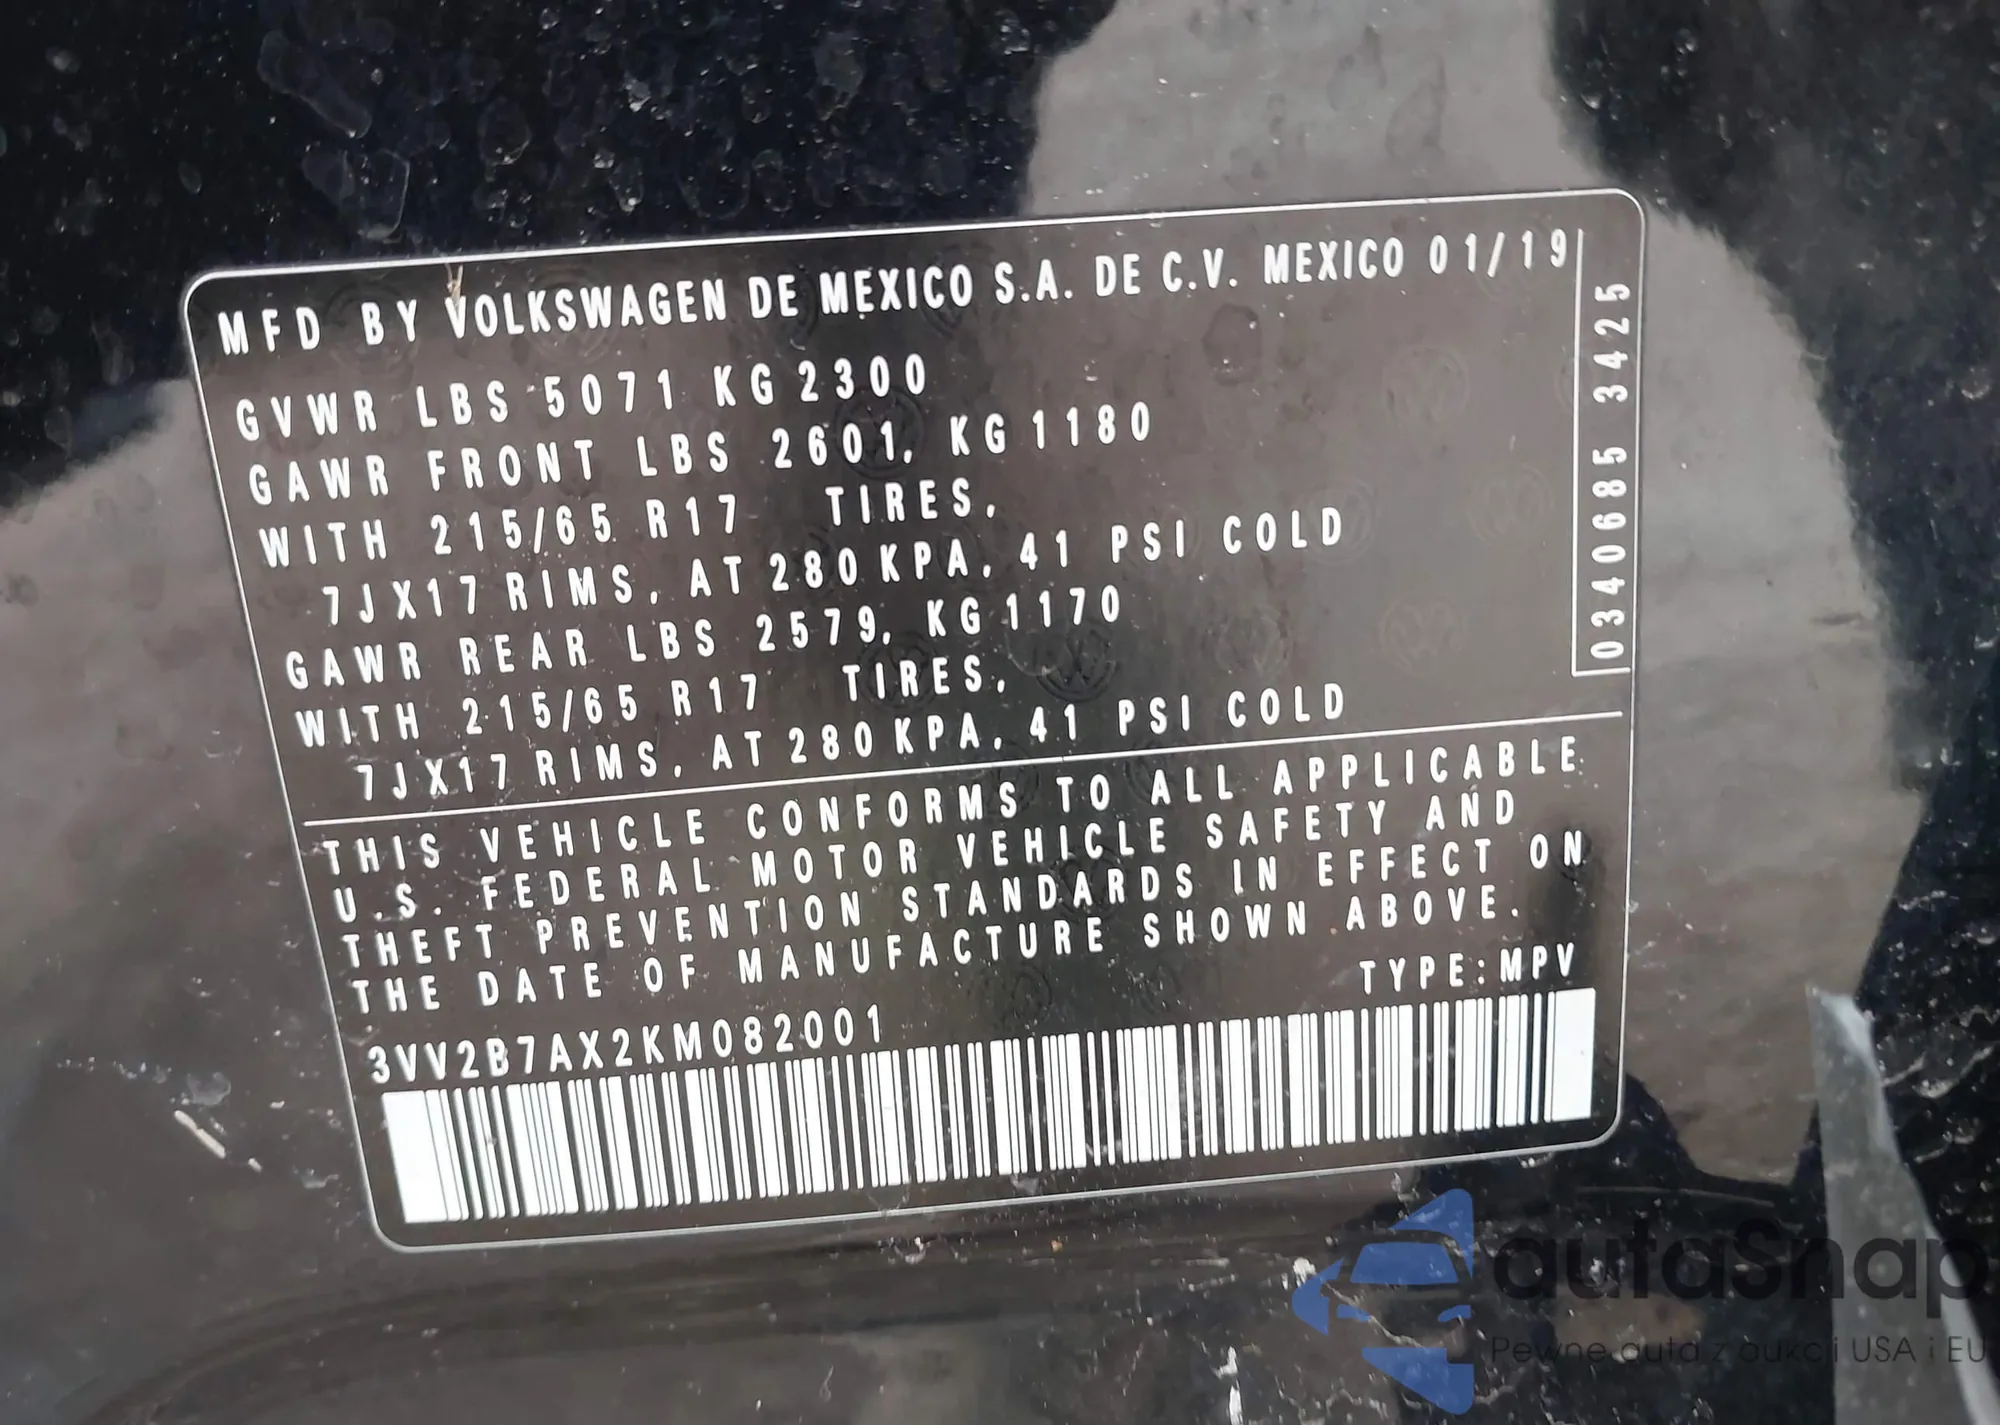 MFD BY VOLKSWAGEN DE MEXICO S.A. DE C.V. MEXICO 01/19
GVWR LBS 5071 KG 2300
GAWR FRONT LBS 2601, KG 1180
WITH 215/65 R17 TIRES,
7JX17 RIMS, AT 280 KPA, 41 PSI COLD
GAWR REAR LBS 2579, KG 1170
WITH 215/65 R17 TIRES,
7JX17 RIMS, AT 280 KPA, 41 PSI COLD
0340685 3425
THIS VEHICLE CONFORMS TO ALL APPLICABLE
U.S. FEDERAL MOTOR VEHICLE SAFETY AND
THEFT PREVENTION STANDARDS IN EFFECT ON
THE DATE OF MANUFACTURE SHOWN ABOVE.
TYPE:MPV
3VV2B7AX2KM082001
autasnap
Pewne auta z aukcji USA i EU